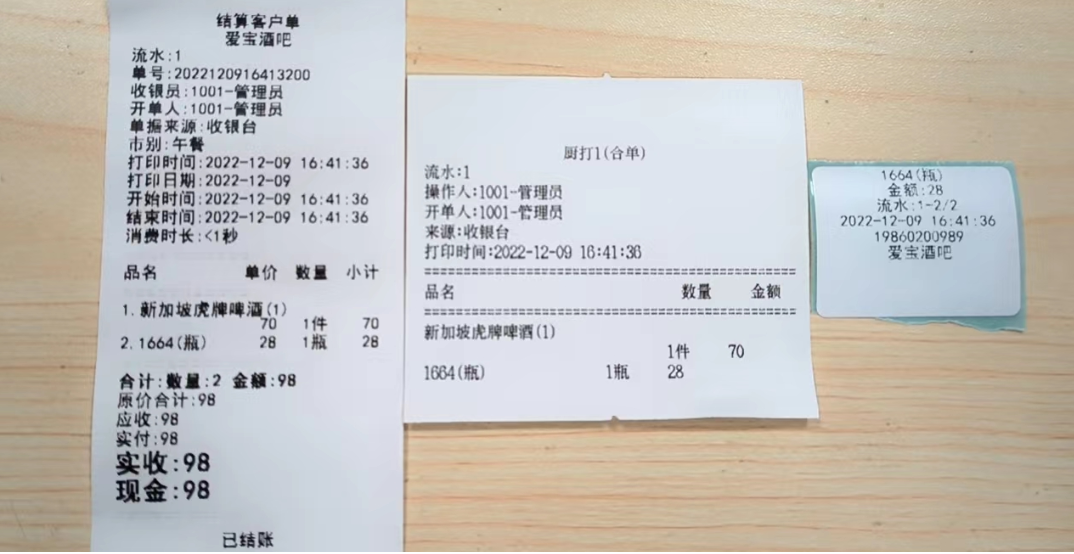 结算客户单
爱宝酒吧
流水:1
单号:2022120916413200
收银员:1001-管理员
开单人:1001-管理员
单据来源:收银台
市别:午餐
打印时间:2022-12-09 16:41:36
打印日期:2022-12-09
开始时间:2022-12-09 16:41:36
结束时间:2022-12-09 16:41:36
消费时长:<1秒
品名 单价 数量 小计
1.新加坡虎牌啤酒(1)
70 1件 70
2.1664(瓶) 28 1瓶 28
合计:数量:2 金额:98
原价合计:98
应收:98
实付:98
实收:98
现金:98
已结账
厨打1(合单)
流水:1
操作人:1001-管理员
开单人:1001-管理员
来源:收银台
打印时间:2022-12-09 16:41:36
品名 数量 金额
新加坡虎牌啤酒(1)
1件 70
1664(瓶) 1瓶 28
1664(瓶)
金额:28
流水:1-2/2
2022-12-09 16:41:36
19860200989
爱宝酒吧